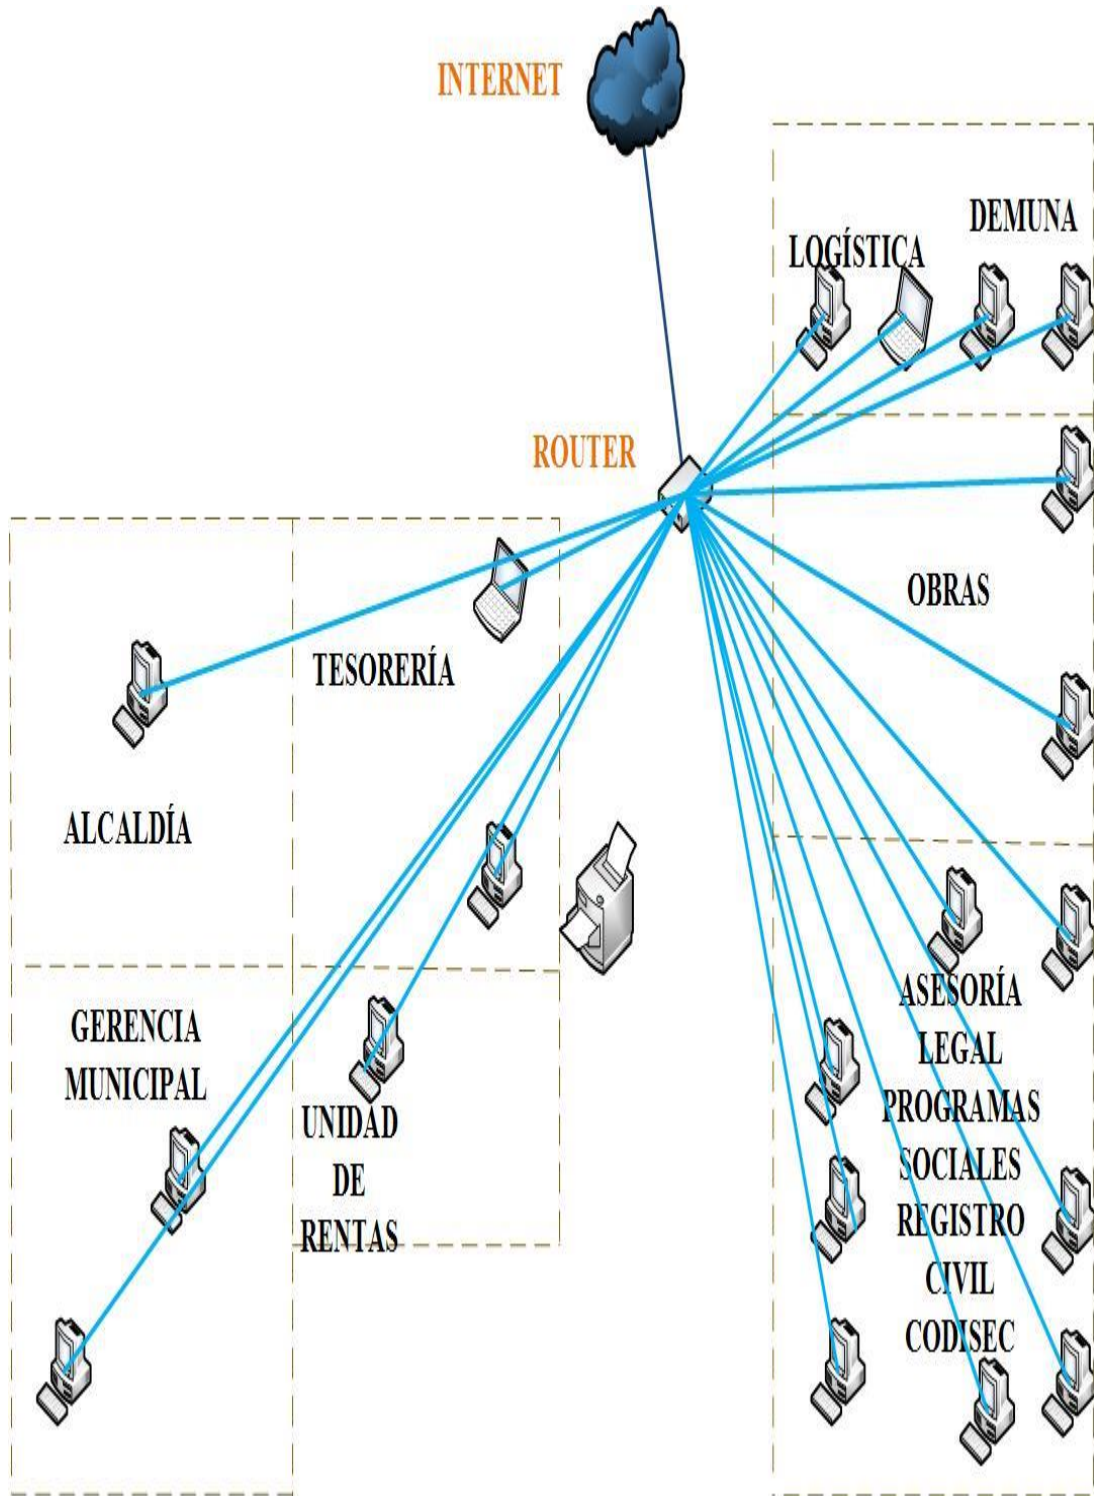 INTERNET
DEMUNA
LOGÍSTICA
ROUTER
OBRAS
TESORERÍA
ALCALDÍA
GERENCIA
MUNICIPAL
UNIDAD
DE
RENTAS
ASESORÍA
LEGAL
PROGRAMAS
SOCIALES
REGISTRO
CIVIL
CODISEC